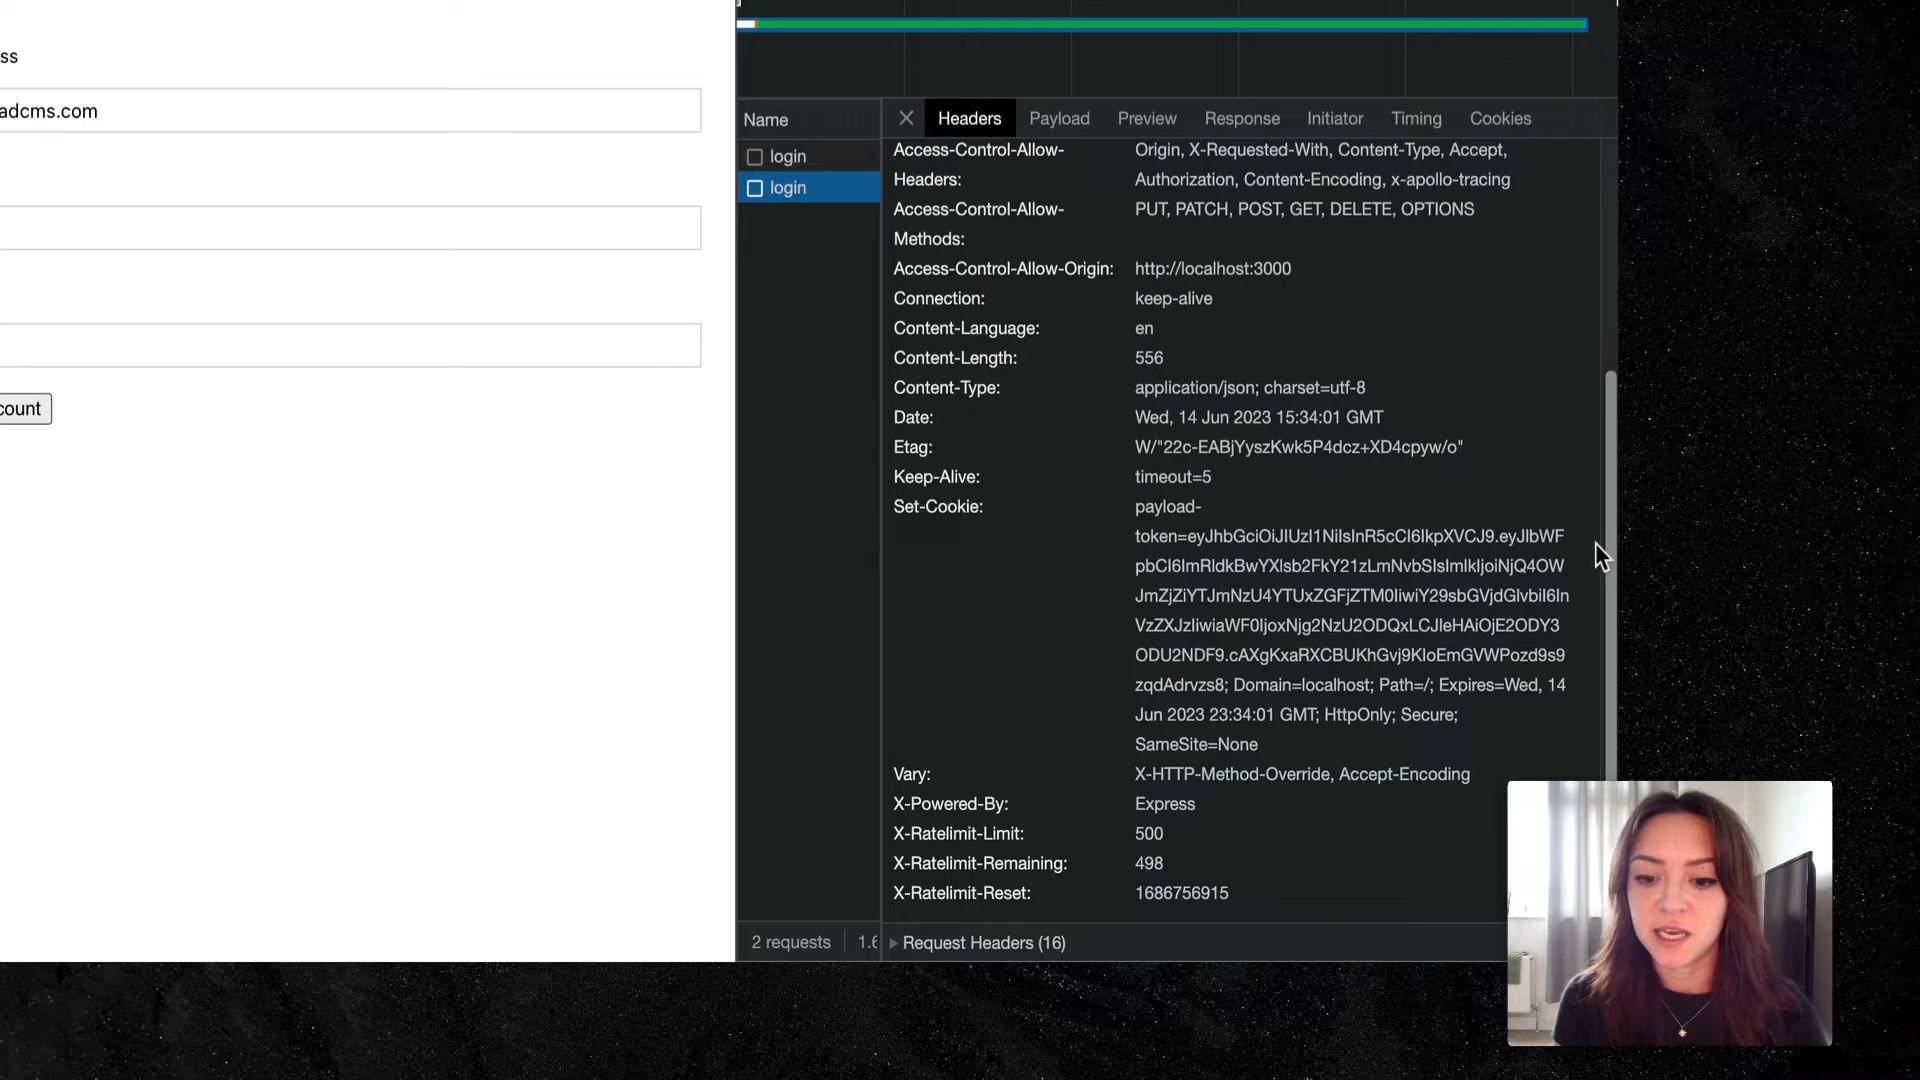 ss
adcms.com
count
Name
login
login
2 requests
1.6
Headers
Payload
Preview
Response
Initiator
Timing
Cookies
Access-Control-Allow-Headers: Origin, X-Requested-With, Content-Type, Accept,
Authorization, Content-Encoding, x-apollo-tracing
Access-Control-Allow-Methods: PUT, PATCH, POST, GET, DELETE, OPTIONS
Access-Control-Allow-Origin: http://localhost:3000
Connection: keep-alive
Content-Language: en
Content-Length: 556
Content-Type: application/json; charset=utf-8
Date: Wed, 14 Jun 2023 15:34:01 GMT
Etag: W/"22c-EABjYyszKwk5P4dcz+XD4cpyw/o"
Keep-Alive: timeout=5
Set-Cookie: payload-
token=eyJhbGciOiJIUzI1NiIsInR5cCI6IkpXVCJ9.eyJlbWF
pbCI6ImRldkBwYXlsb2FkY21zLmNvbSIsImlkIjoiNjQ4OW
JmZjZiYTJmNzU4YTUxZGFjZTM0IiwiY29sbGVjdGlvbiI6In
VzZXJzIiwiaWF0IjoxNjg2NzU2ODQxLCJleHAiOjE2ODY3
ODU2NDF9.cAXgKxaRXCBUKhGvj9KloEmGVWPozd9s9
zqdAdrvzs8; Domain=localhost; Path=/; Expires=Wed, 14
Jun 2023 23:34:01 GMT; HttpOnly; Secure;
SameSite=None
Vary: X-HTTP-Method-Override, Accept-Encoding
X-Powered-By: Express
X-Ratelimit-Limit: 500
X-Ratelimit-Remaining: 498
X-Ratelimit-Reset: 1686756915
Request Headers (16)